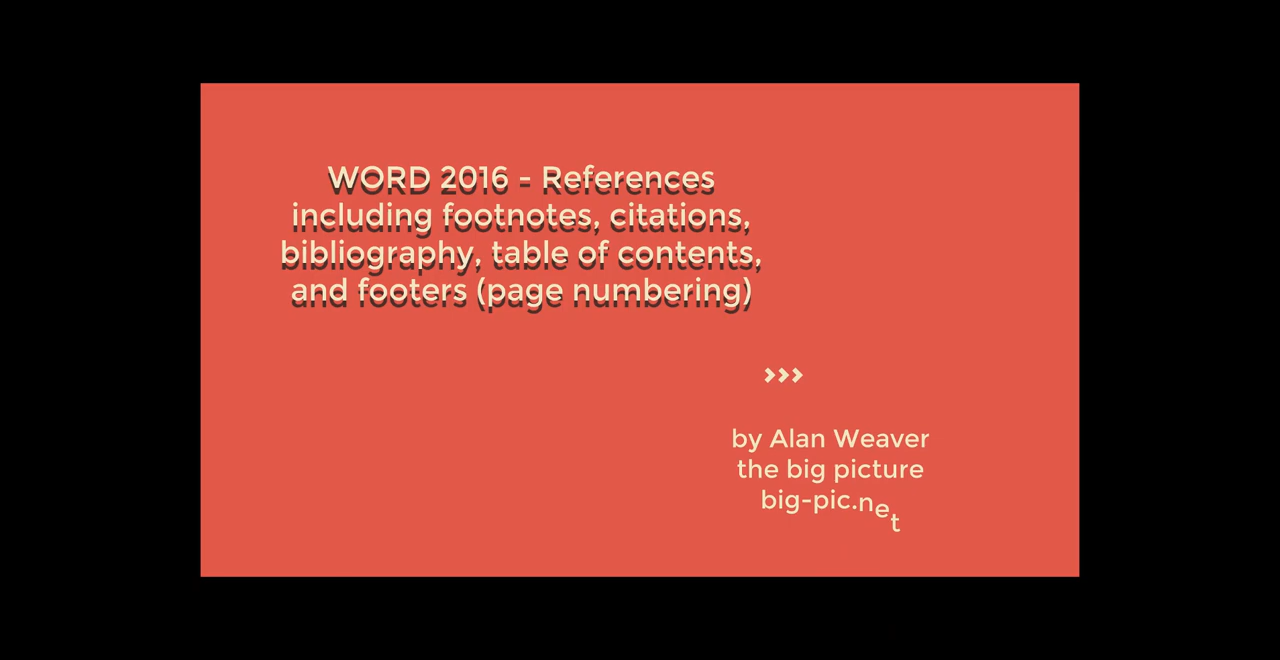 WORD 2016 - References
including footnotes, citations,
bibliography, table of contents,
and footers (page numbering)
>>>
by Alan Weaver
the big picture
big-pic.net